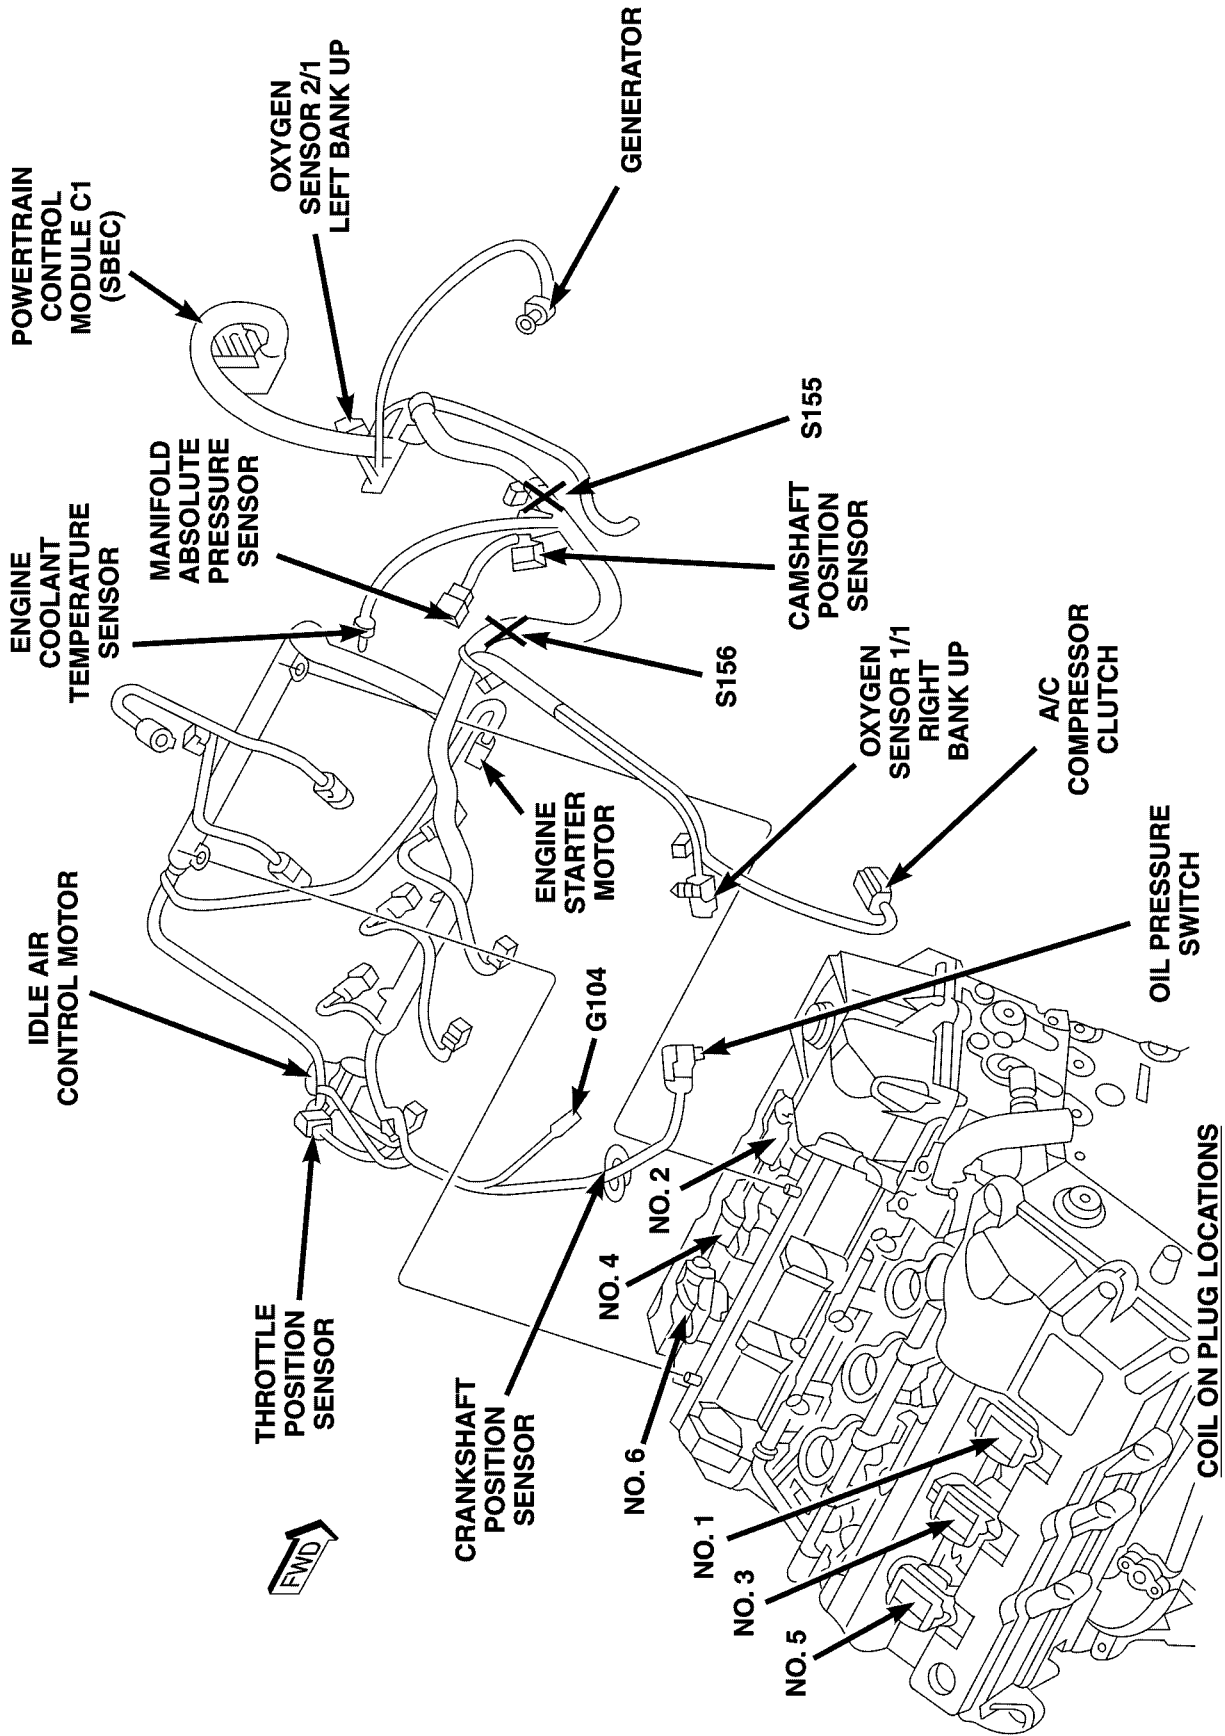 POWERTRAIN
CONTROL
MODULE C1
(SBEC)
OXYGEN
SENSOR 2/1
LEFT BANK UP
GENERATOR
ENGINE
COOLANT
TEMPERATURE
SENSOR
MANIFOLD
ABSOLUTE
PRESSURE
SENSOR
S155
CAMSHAFT
POSITION
SENSOR
S156
OXYGEN
SENSOR 1/1
RIGHT
BANK UP
A/C
COMPRESSOR
CLUTCH
ENGINE
STARTER
MOTOR
OIL PRESSURE
SWITCH
IDLE AIR
CONTROL MOTOR
G104
THROTTLE
POSITION
SENSOR
CRANKSHAFT
POSITION
SENSOR
NO. 2
NO. 4
NO. 6
NO. 1
NO. 3
NO. 5
FWD
COIL ON PLUG LOCATIONS